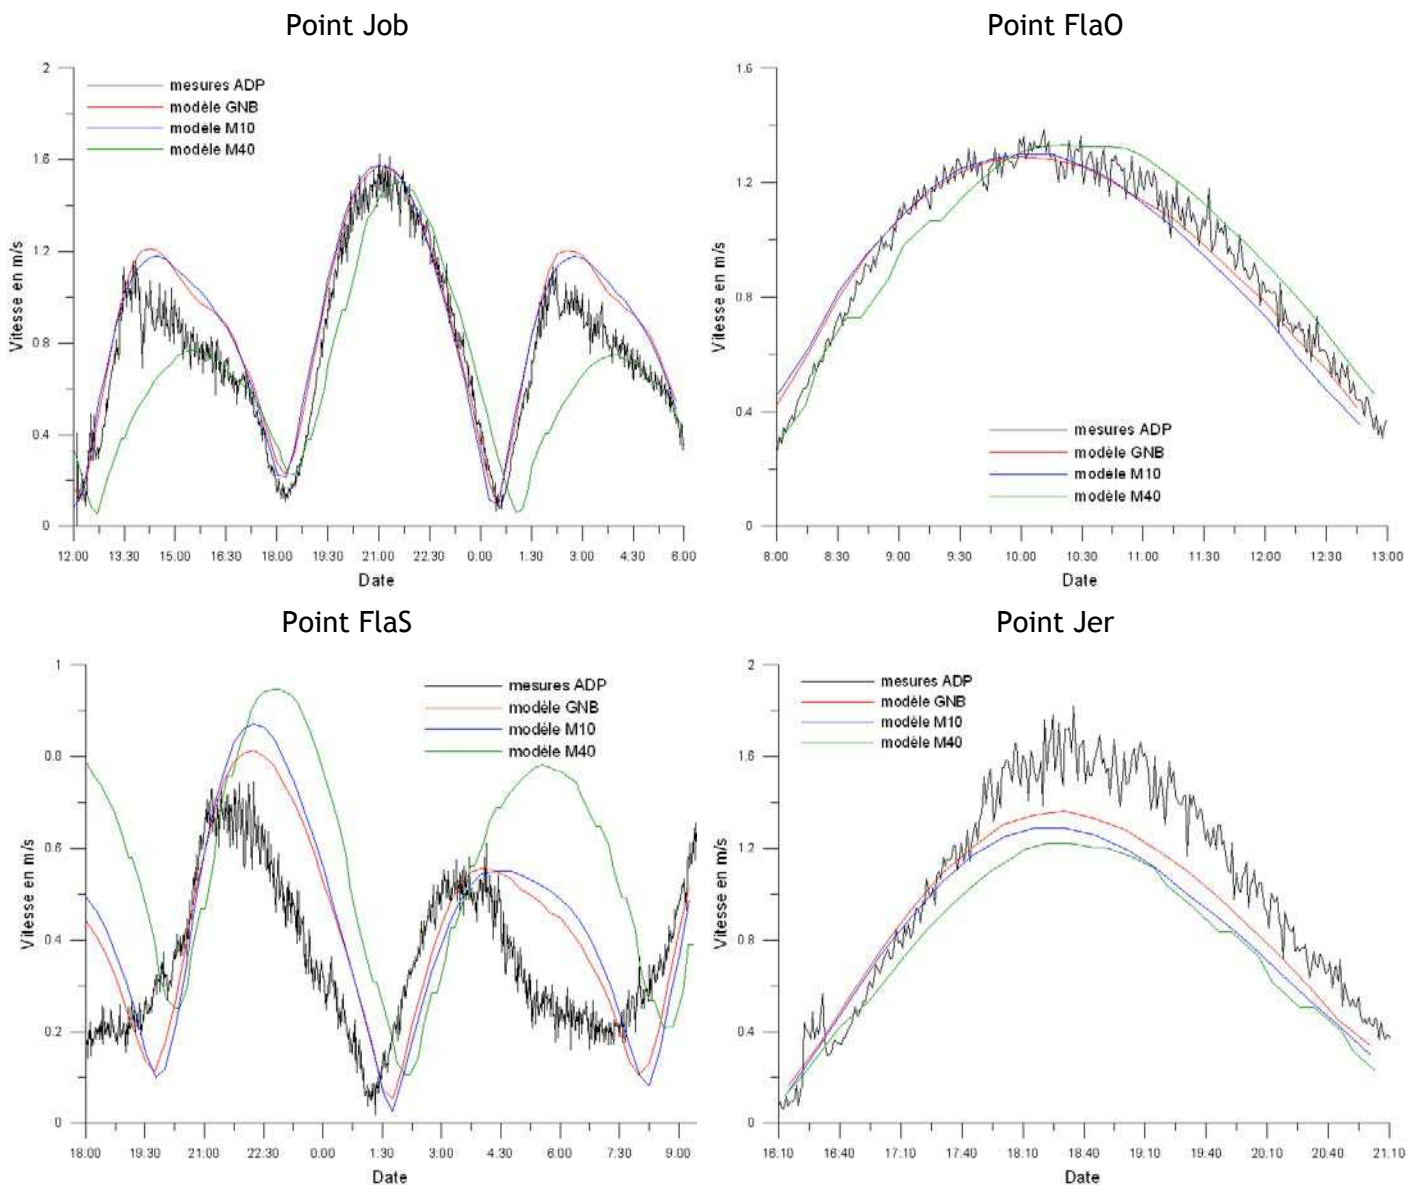 Point Job
2
1.6
1.2
0.8
0.4
0
Vitesse en m/s
mesures ADP
modèle GNB
modèle M10
modèle M40
12:00 13:30 15:00 16:30 18:00 19:30 21:00 22:30 0:00 1:30 3:00 4:30 6:00
Date
Point FlaO
1.6
1.2
0.8
0.4
0
Vitesse en m/s
mesures ADP
modèle GNB
modèle M10
modèle M40
8:00 8:30 9:00 9:30 10:00 10:30 11:00 11:30 12:00 12:30 13:00
Date
Point FlaS
1
0.8
0.6
0.4
0.2
0
Vitesse en m/s
mesures ADP
modèle GNB
modèle M10
modèle M40
18:00 19:30 21:00 22:30 0:00 1:30 3:00 4:30 6:00 7:30 9:00
Date
Point Jer
2
1.6
1.2
0.8
0.4
0
Vitesse en m/s
mesures ADP
modèle GNB
modèle M10
modèle M40
16:10 16:40 17:10 17:40 18:10 18:40 19:10 19:40 20:10 20:40 21:10
Date